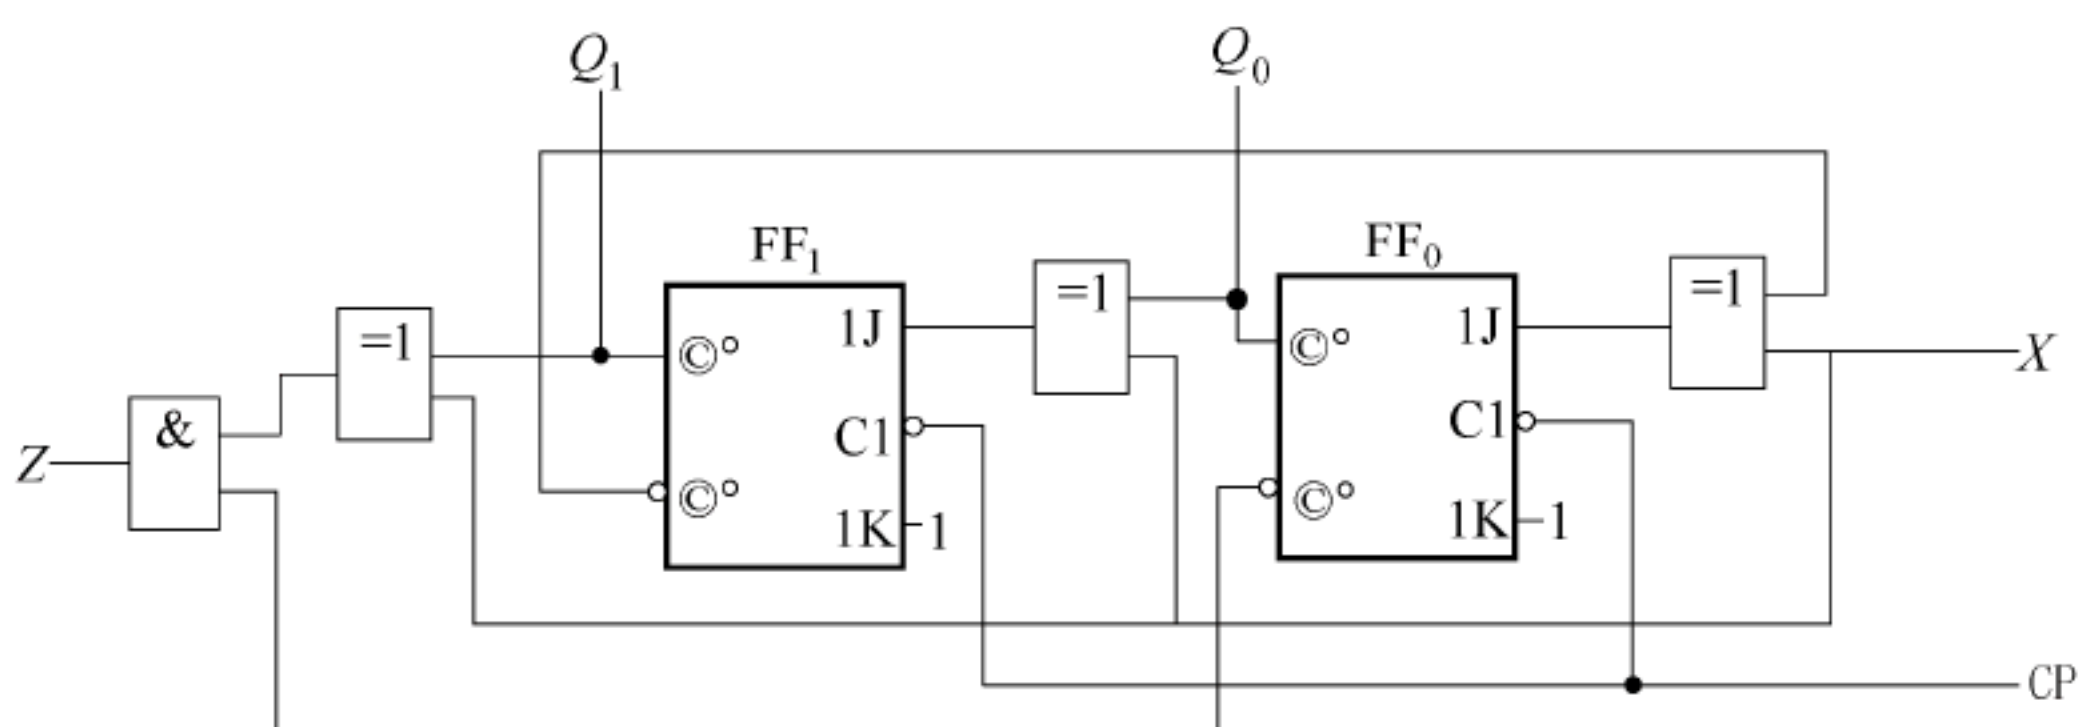 Q1 Q0
FF1 FF0
=1 1J =1 1J =1
=1 ©° ©° X
& C1 C1
Z ©° ©°
1K 1 1K 1
CP